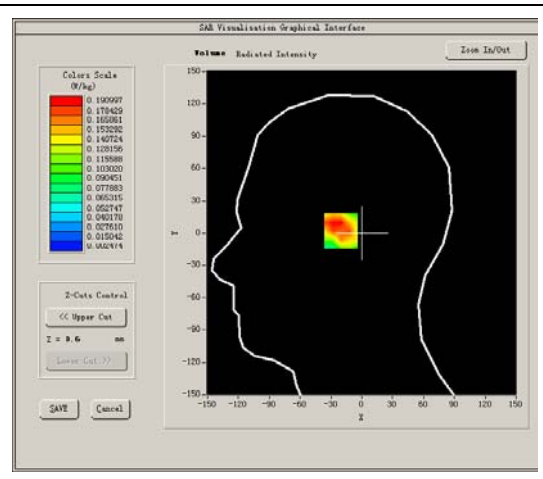 SAR Visualisation Graphical Interface
Volume Radiated Intensity
Zoom In/Out
Colors Scale
(W/kg)
0.190997
0.178429
0.165861
0.153292
0.140724
0.128156
0.115588
0.103020
0.090451
0.077883
0.065315
0.052747
0.040178
0.027610
0.015042
0.002474
Z-Cuts Control
<< Upper Cut
Z = 0.6 mm
Lower Cut >>
SAVE
Cancel
150
90
60
30
0
-30
-60
-90
-120
-150
Y
-150 -120 -90 -60 -30 0 30 60 90 120 150
X